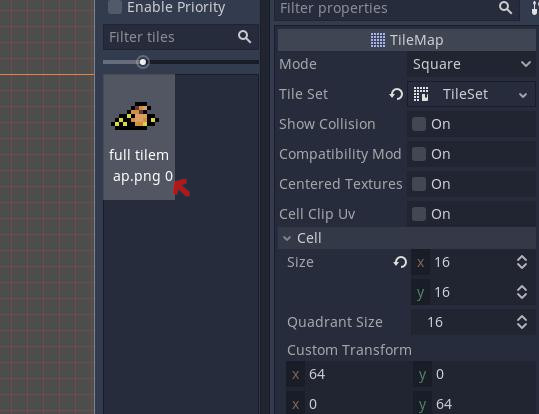 Enable Priority
Filter tiles
full tilem
ap.png 0
Filter properties
TileMap
Mode Square
Tile Set TileSet
Show Collision On
Compatibility Mod On
Centered Textures On
Cell Clip Uv On
Cell
Size x 16
y 16
Quadrant Size 16
Custom Transform
x 64 y 0
x 0 y 64